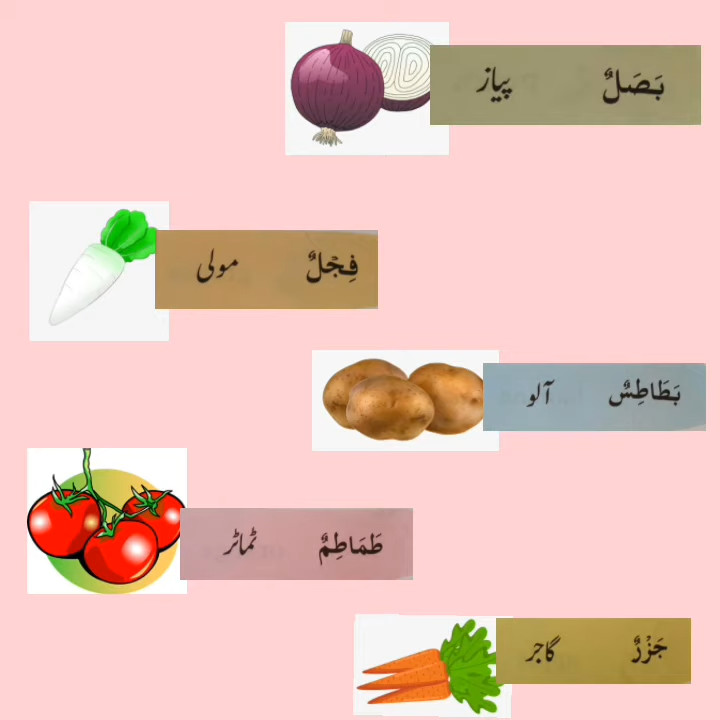 بَصَلٌ پیاز
فِجْلٌ مولی
بَطَاطِسٌ آلو
طَمَاطِمٌ ٹماٹر
جَزْرٌ گاجر